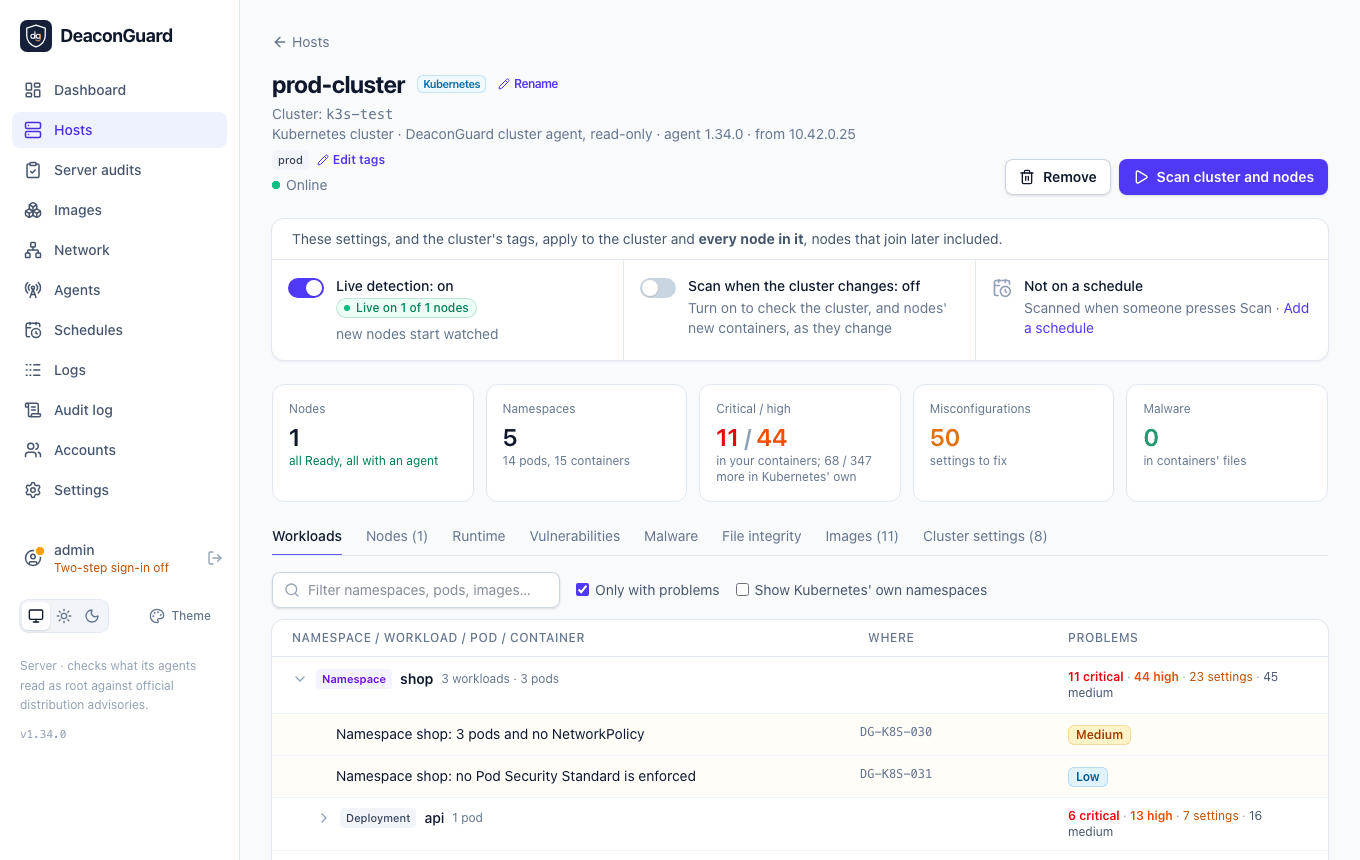 dg DeaconGuard
Dashboard
Hosts
Server audits
Images
Network
Agents
Schedules
Logs
Audit log
Accounts
Settings
admin
Two-step sign-in off
Theme
Server · checks what its agents
read as root against official
distribution advisories.
v1.34.0
Hosts
prod-cluster Kubernetes Rename
Cluster: k3s-test
Kubernetes cluster · DeaconGuard cluster agent, read-only · agent 1.34.0 · from 10.42.0.25
prod Edit tags
Online
Remove Scan cluster and nodes
These settings, and the cluster's tags, apply to the cluster and every node in it, nodes that join later included.
Live detection: on
Live on 1 of 1 nodes
new nodes start watched
Scan when the cluster changes: off
Turn on to check the cluster, and nodes'
new containers, as they change
Not on a schedule
Scanned when someone presses Scan · Add
a schedule
Nodes
1
all Ready, all with an agent
Namespaces
5
14 pods, 15 containers
Critical / high
11 / 44
in your containers; 68 / 347
more in Kubernetes' own
Misconfigurations
50
settings to fix
Malware
0
in containers' files
Workloads Nodes (1) Runtime Vulnerabilities Malware File integrity Images (11) Cluster settings (8)
Filter namespaces, pods, images... Only with problems Show Kubernetes' own namespaces
NAMESPACE / WORKLOAD / POD / CONTAINER WHERE PROBLEMS
Namespace shop 3 workloads · 3 pods 11 critical · 44 high · 23 settings · 45
medium
Namespace shop: 3 pods and no NetworkPolicy DG-K8S-030 Medium
Namespace shop: no Pod Security Standard is enforced DG-K8S-031 Low
Deployment api 1 pod 6 critical · 13 high · 7 settings · 16
medium